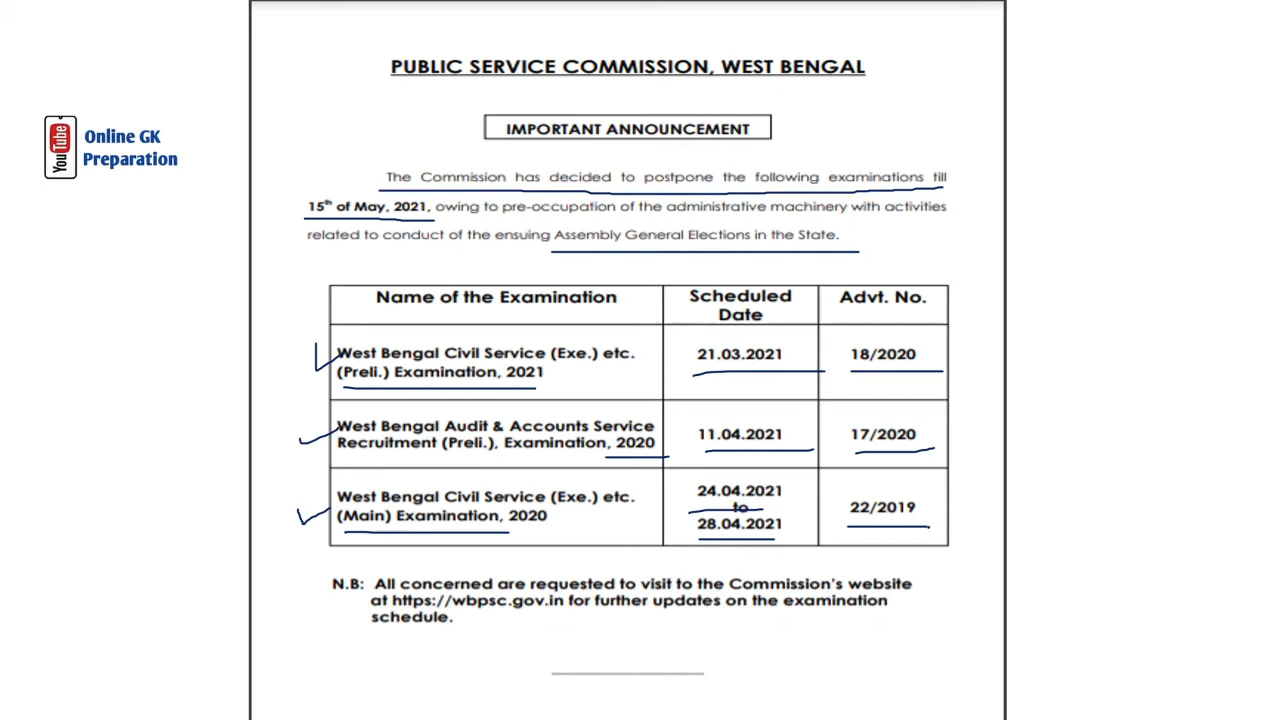 PUBLIC SERVICE COMMISSION, WEST BENGAL
IMPORTANT ANNOUNCEMENT
YouTube
Online GK
Preparation
The Commission has decided to postpone the following examinations till
15th of May, 2021, owing to pre-occupation of the administrative machinery with activities
related to conduct of the ensuing Assembly General Elections in the State.
Name of the Examination
Scheduled
Date
Advt. No.
West Bengal Civil Service (Exe.) etc.
(Preli.) Examination, 2021
21.03.2021
18/2020
West Bengal Audit & Accounts Service
Recruitment (Preli.), Examination, 2020
11.04.2021
17/2020
West Bengal Civil Service (Exe.) etc.
(Main) Examination, 2020
24.04.2021
to
28.04.2021
22/2019
N.B: All concerned are requested to visit to the Commission's website
at https://wbpsc.gov.in for further updates on the examination
schedule.